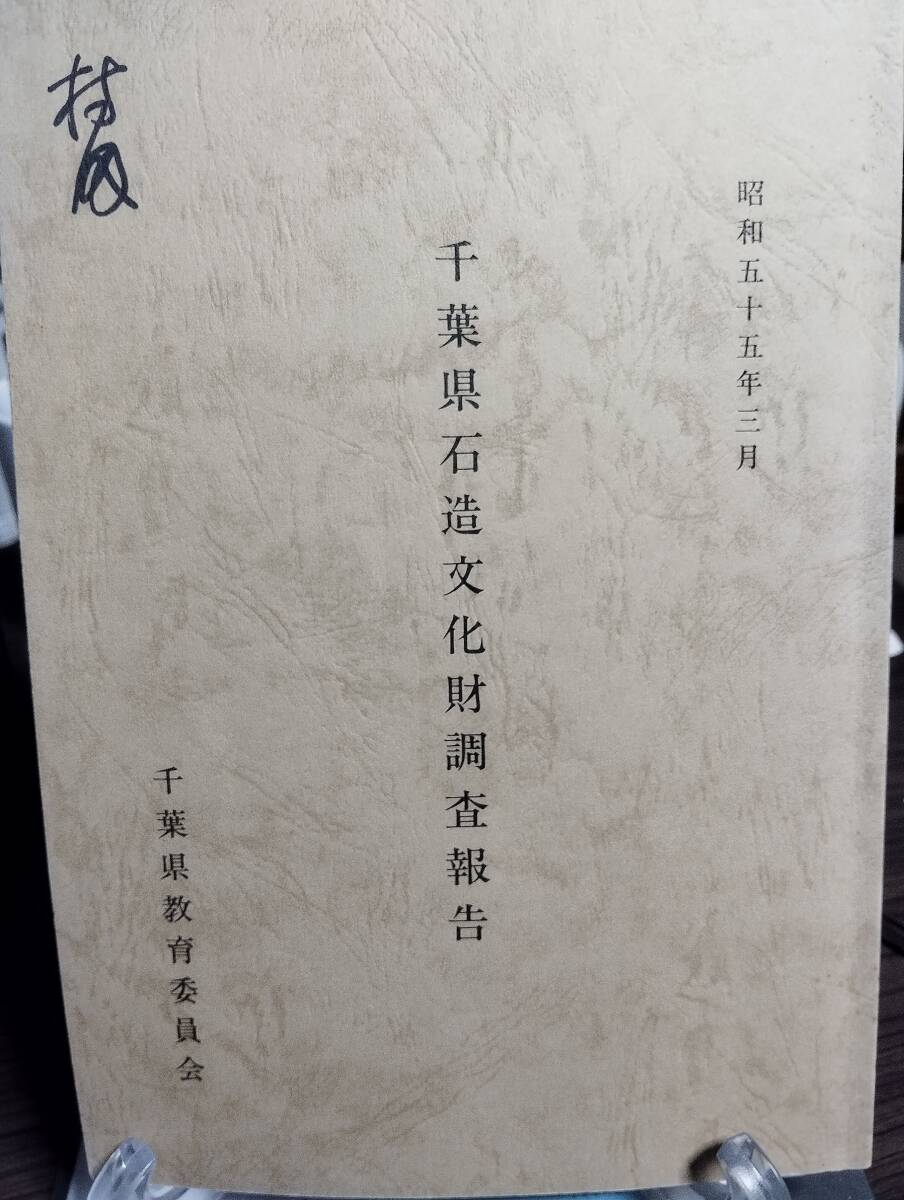 昭和五十五年三月
千葉県石造文化財調査報告
千葉県教育委員会